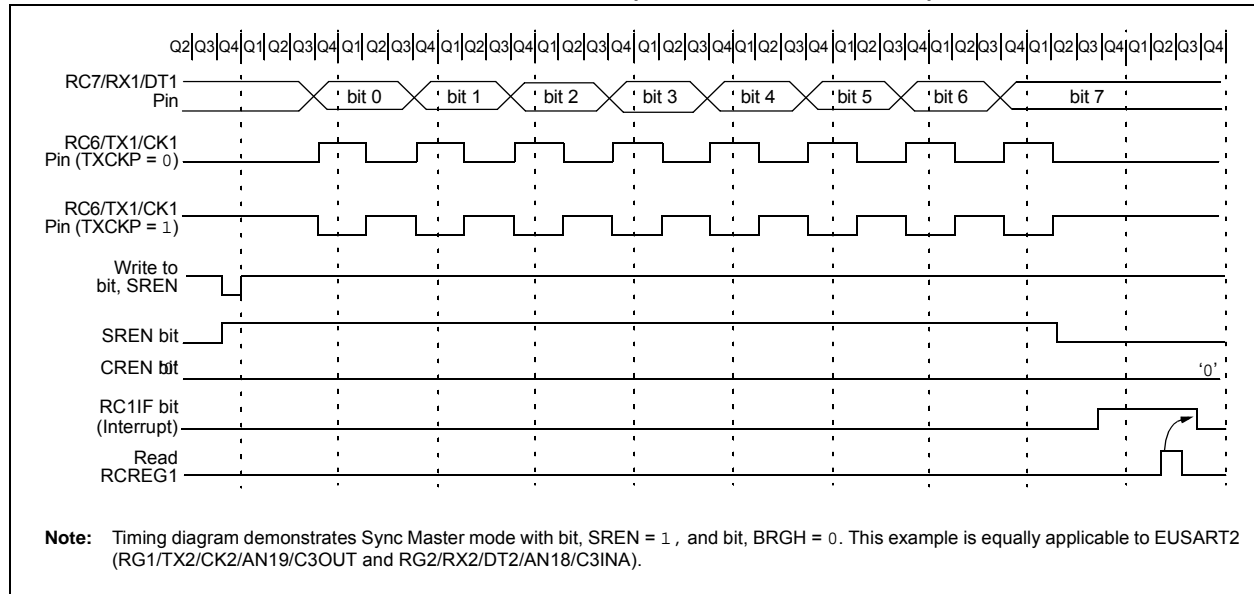 Q2|Q3|Q4|Q1|Q2|Q3|Q4|Q1|Q2|Q3|Q4|Q1|Q2|Q3|Q4|Q1|Q2|Q3|Q4|Q1|Q2|Q3|Q4|Q1|Q2|Q3|Q4|Q1|Q2|Q3|Q4|Q1|Q2|Q3|Q4|Q1|Q2|Q3|Q4|Q1|Q2|Q3|Q4
RC7/RX1/DT1
Pin
bit 0 bit 1 bit 2 bit 3 bit 4 bit 5 bit 6 bit 7
RC6/TX1/CK1
Pin (TXCKP = 0)
RC6/TX1/CK1
Pin (TXCKP = 1)
Write to
bit, SREN
SREN bit
CREN bit
‘0’
RC1IF bit
(Interrupt)
Read
RCREG1
Note: Timing diagram demonstrates Sync Master mode with bit, SREN = 1, and bit, BRGH = 0. This example is equally applicable to EUSART2
(RG1/TX2/CK2/AN19/C3OUT and RG2/RX2/DT2/AN18/C3INA).